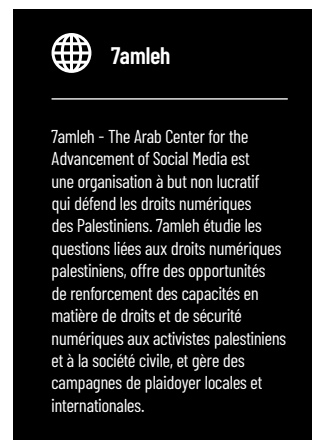 7amleh
7amleh - The Arab Center for the
Advancement of Social Media est
une organisation à but non lucratif
qui défend les droits numériques
des Palestiniens. 7amleh étudie les
questions liées aux droits numériques
palestiniens, offre des opportunités
de renforcement des capacités en
matière de droits et de sécurité
numériques aux activistes palestiniens
et à la société civile, et gère des
campagnes de plaidoyer locales et
internationales.